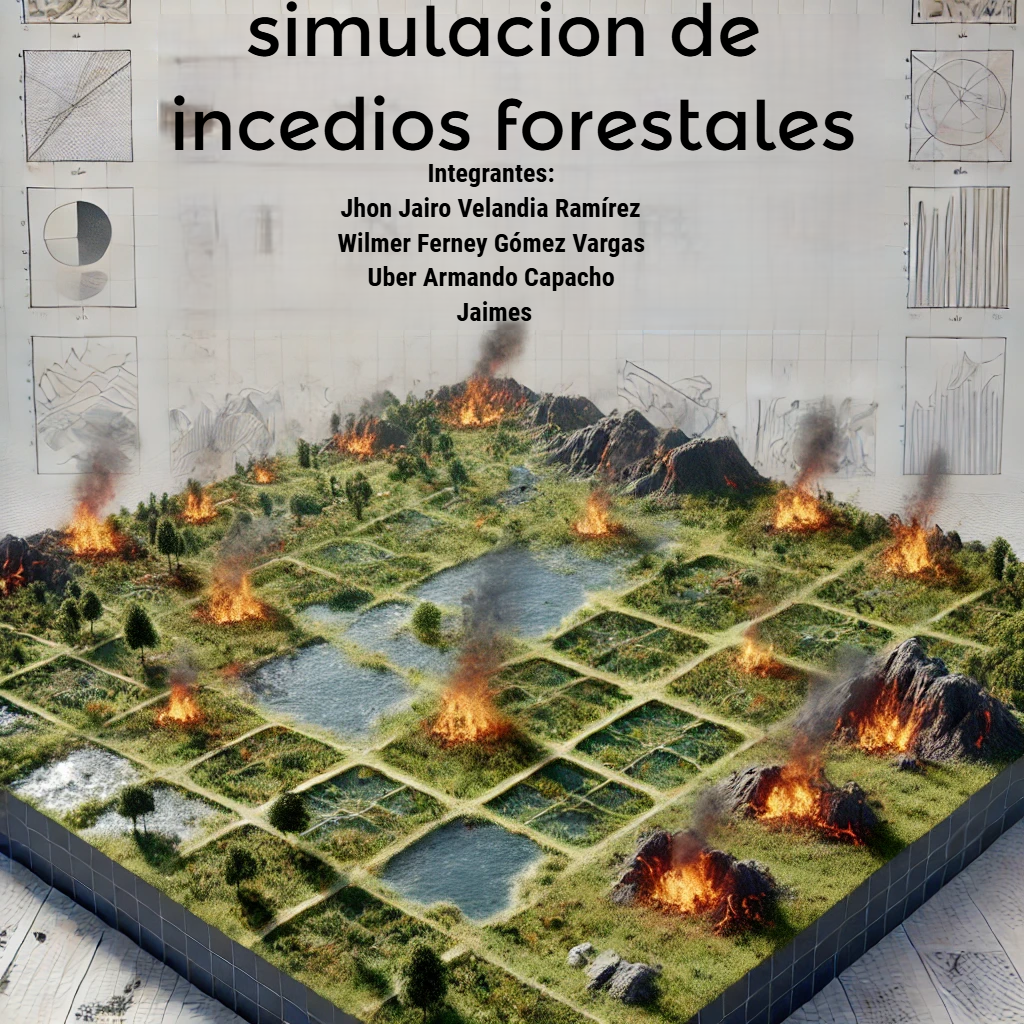 simulacion de
incedios forestales
Integrantes:
Jhon Jairo Velandia Ramírez
Wilmer Ferney Gómez Vargas
Uber Armando Capacho
Jaimes